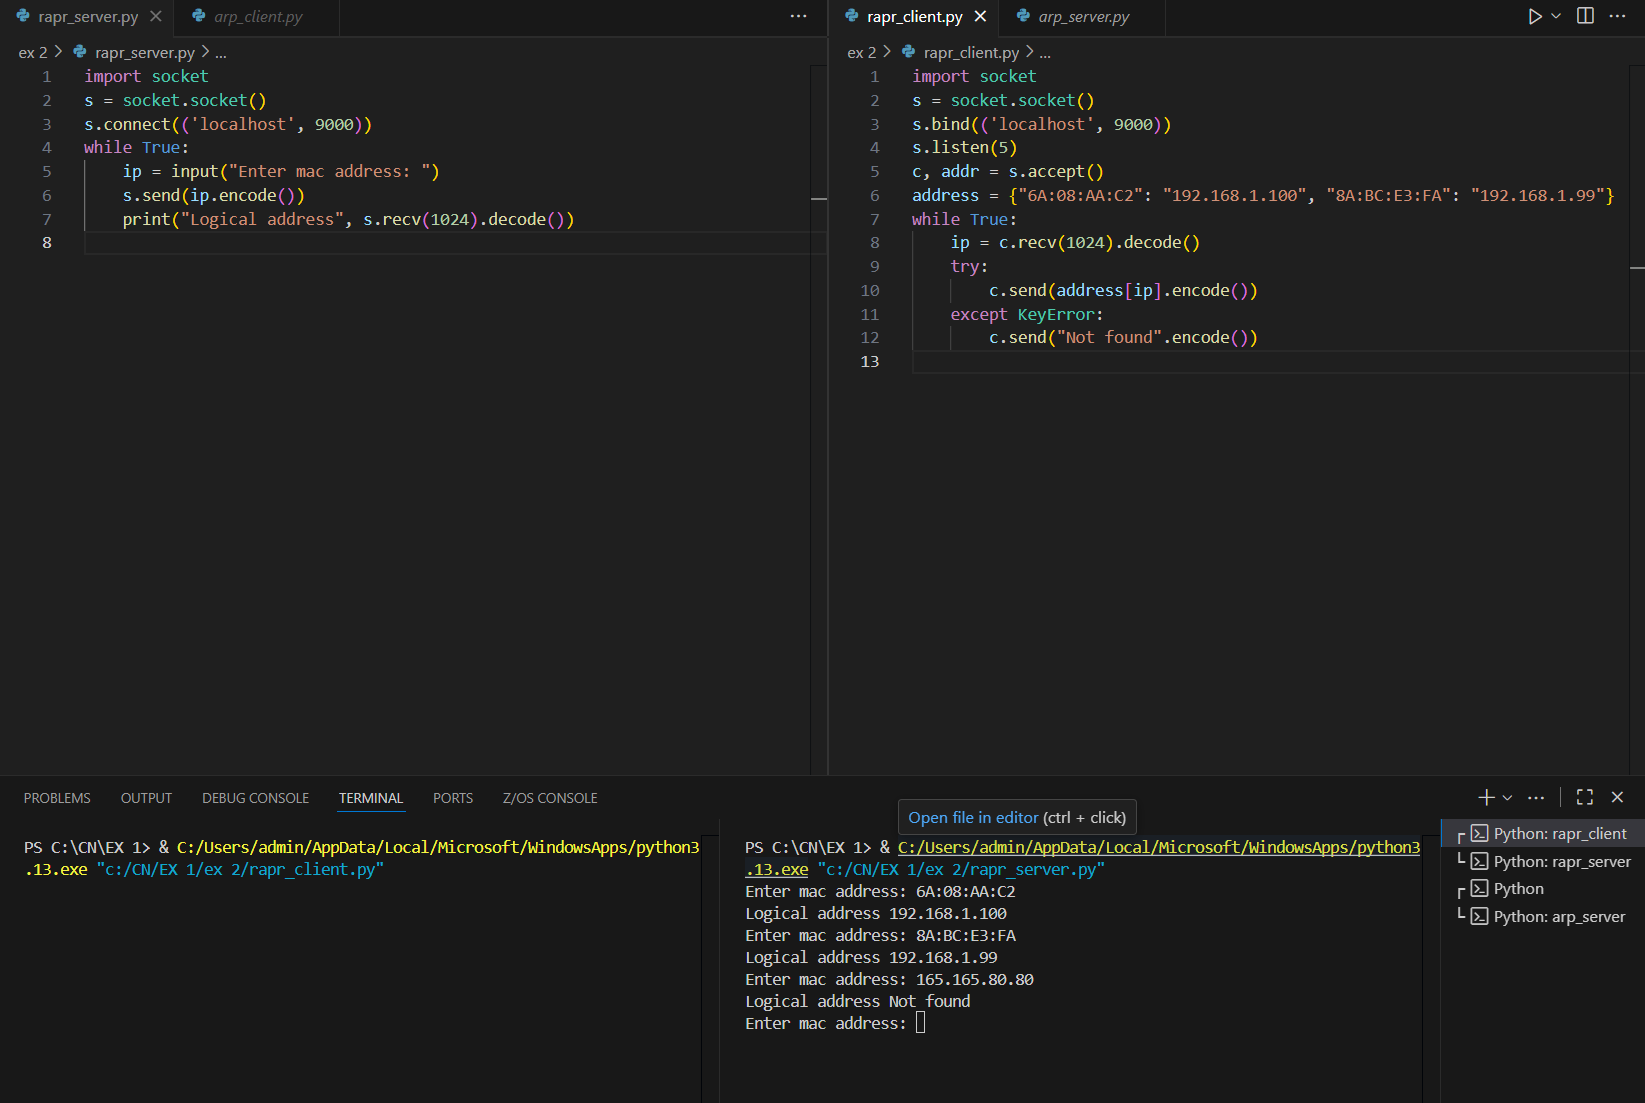 rapr_server.py
arp_client.py
ex 2 > rapr_server.py > ...
1 import socket
2 s = socket.socket()
3 s.connect(('localhost', 9000))
4 while True:
5     ip = input("Enter mac address: ")
6     s.send(ip.encode())
7     print("Logical address", s.recv(1024).decode())
8
rapr_client.py
arp_server.py
ex 2 > rapr_client.py > ...
1 import socket
2 s = socket.socket()
3 s.bind(('localhost', 9000))
4 s.listen(5)
5 c, addr = s.accept()
6 address = {"6A:08:AA:C2": "192.168.1.100", "8A:BC:E3:FA": "192.168.1.99"}
7 while True:
8     ip = c.recv(1024).decode()
9     try:
10         c.send(address[ip].encode())
11     except KeyError:
12         c.send("Not found".encode())
13
PROBLEMS OUTPUT DEBUG CONSOLE TERMINAL PORTS Z/OS CONSOLE
Open file in editor (ctrl + click)
PS C:\CN\EX 1> & C:/Users/admin/AppData/Local/Microsoft/WindowsApps/python3
.13.exe "c:/CN/EX 1/ex 2/rapr_client.py"
PS C:\CN\EX 1> & C:/Users/admin/AppData/Local/Microsoft/WindowsApps/python3
.13.exe "c:/CN/EX 1/ex 2/rapr_server.py"
Enter mac address: 6A:08:AA:C2
Logical address 192.168.1.100
Enter mac address: 8A:BC:E3:FA
Logical address 192.168.1.99
Enter mac address: 165.165.80.80
Logical address Not found
Enter mac address:
Python: rapr_client
Python: rapr_server
Python
Python: arp_server